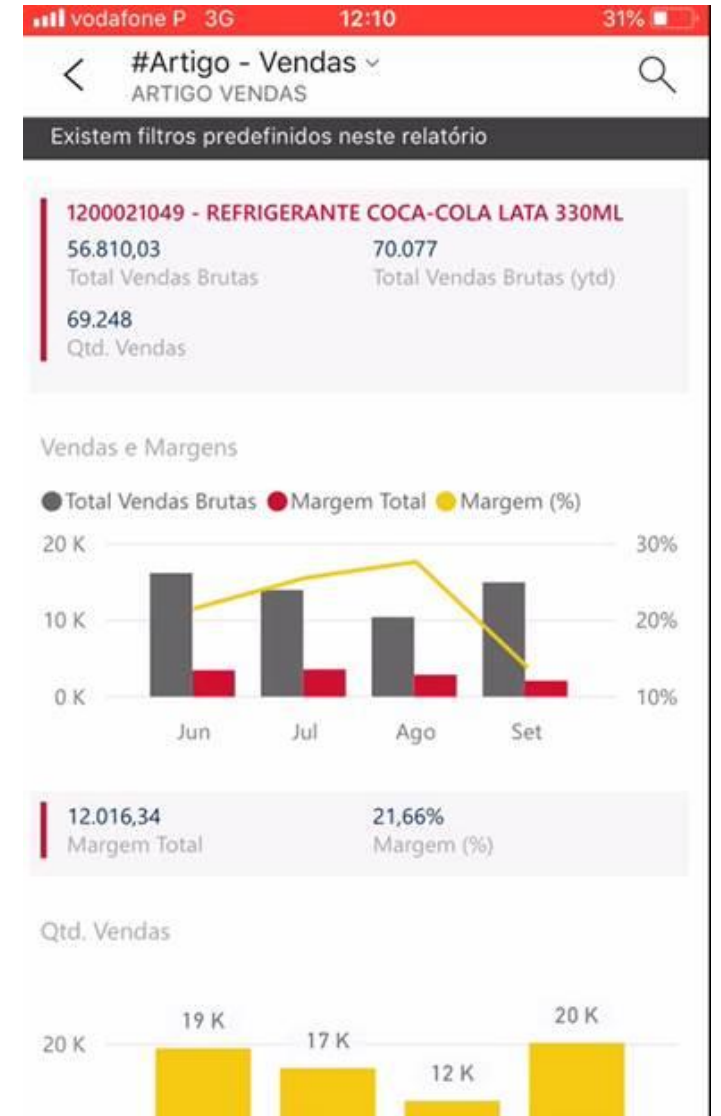 vodafone P 3G 12:10 31%
#Artigo - Vendas
ARTIGO VENDAS
Existem filtros predefinidos neste relatório
1200021049 - REFRIGERANTE COCA-COLA LATA 330ML
56.810,03 70.077
Total Vendas Brutas Total Vendas Brutas (ytd)
69.248
Qtd. Vendas
Vendas e Margens
Total Vendas Brutas Margem Total Margem (%)
20 K 30%
10 K 20%
0 K 10%
Jun Jul Ago Set
12.016,34 21,66%
Margem Total Margem (%)
Qtd. Vendas
19 K 17 K 12 K 20 K
20 K